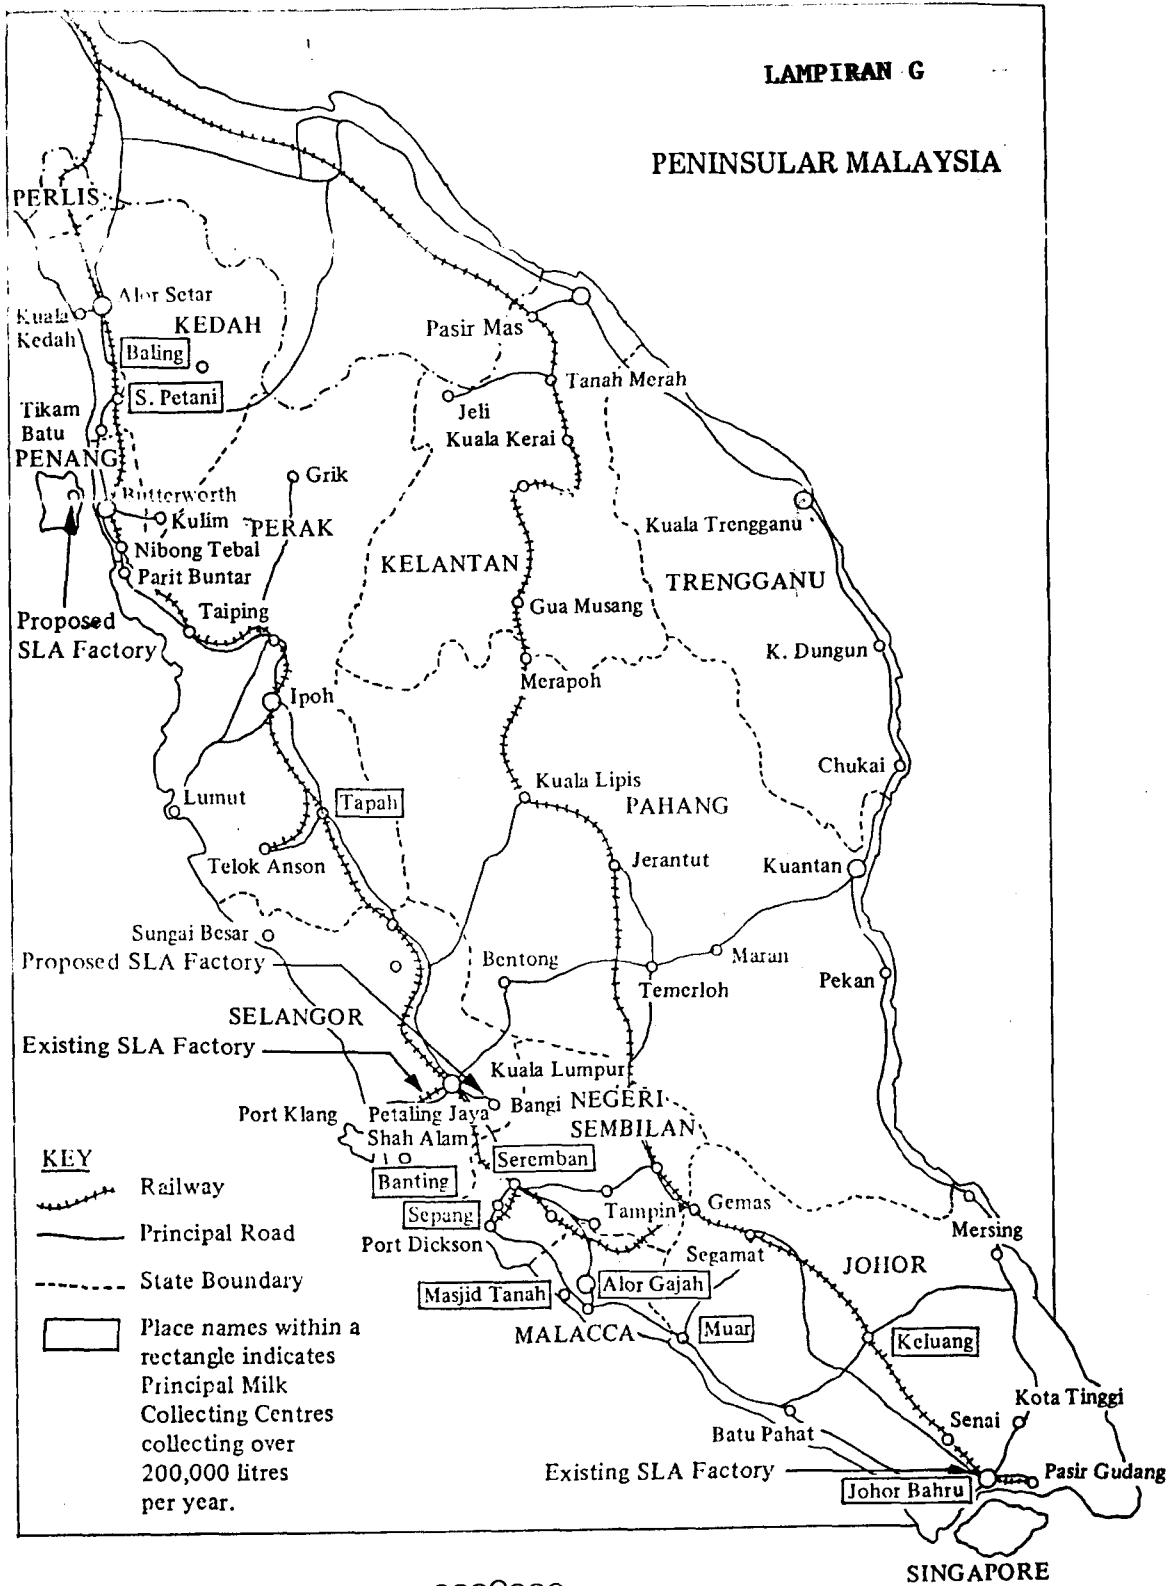 LAMPIRAN G
PENINSULAR MALAYSIA
PERLIS
Alor Setar
Kuala
Kedah
KEDAH
Baling
S. Petani
Pasir Mas
Tanah Merah
Jeli
Kuala Kerai
Tikam
Batu
PENANG
Grik
Butterworth
Kulim
PERAK
Nibong Tebal
Parit Buntar
Kuala Trengganu
KELANTAN
TRENGGANU
Taiping
Gua Musang
Proposed
SLA Factory
K. Dungun
Merapoh
Ipoh
Chukai
Kuala Lipis
Lumut
Tapah
PAHANG
Telok Anson
Jerantut
Kuantan
Sungai Besar
Proposed SLA Factory
Bentong
Maran
Temerloh
Pekan
SELANGOR
Existing SLA Factory
Kuala Lumpur
Port Klang
Petaling Jaya
Shah Alam
Bangi
NEGERI
SEMBILAN
Banting
Seremban
Sepang
Port Dickson
Tampin
Gemas
Mersing
Segamat
JOHOR
Masjid Tanah
Alor Gajah
MALACCA
Muar
Keluang
Kota Tinggi
Senai
Batu Pahat
Existing SLA Factory
Johor Bahru
Pasir Gudang
SINGAPORE
KEY
Railway
Principal Road
State Boundary
Place names within a
rectangle indicates
Principal Milk
Collecting Centres
collecting over
200,000 litres
per year.